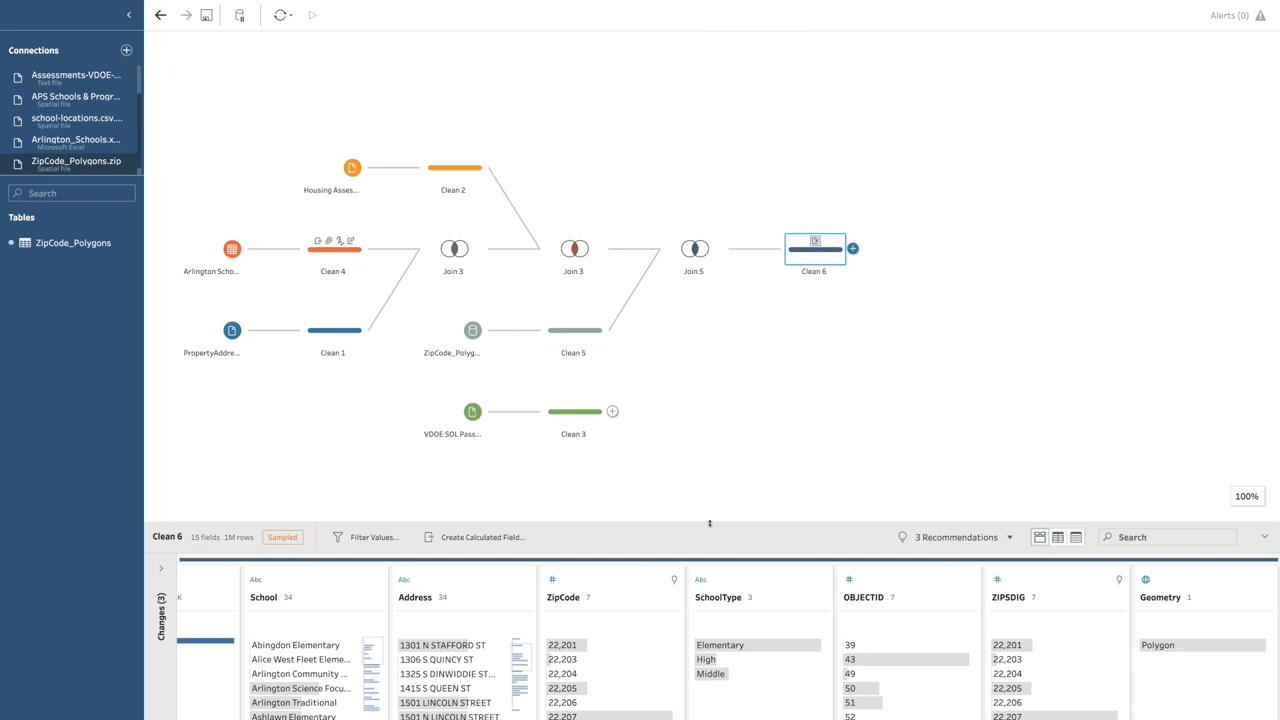 Alerts (0)
Connections
Assessments-VDOE-...
Text file
APS Schools & Progr...
Spatial file
school-locations.csv....
Spatial file
Arlington_Schools.x...
Microsoft Excel
ZipCode_Polygons.zip
Spatial file
Search
Tables
ZipCode_Polygons
Housing Asses...
Clean 2
Arlington Scho...
Clean 4
Join 3
Join 3
Join 5
Clean 6
PropertyAddre...
Clean 1
ZipCode_Polyg...
Clean 5
VDOE SOL Pass...
Clean 3
100%
Clean 6 15 fields 1M rows Sampled Filter Values... Create Calculated Field... 3 Recommendations Search
Changes (3)
K
Abc
School 34
Abingdon Elementary
Alice West Fleet Eleme...
Arlington Community ...
Arlington Science Focu...
Arlington Traditional
Ashlawn Elementary
Abc
Address 34
1301 N STAFFORD ST
1306 S QUINCY ST
1325 S DINWIDDIE ST...
1415 S QUEEN ST
1501 LINCOLN STREET
1501 N LINCOLN STREET
#
ZipCode 7
22,201
22,203
22,204
22,205
22,206
22,207
Abc
SchoolType 3
Elementary
High
Middle
#
OBJECTID 7
39
43
49
50
51
52
#
ZIP5DIG 7
22,201
22,203
22,204
22,205
22,206
22,207
Geometry 1
Polygon